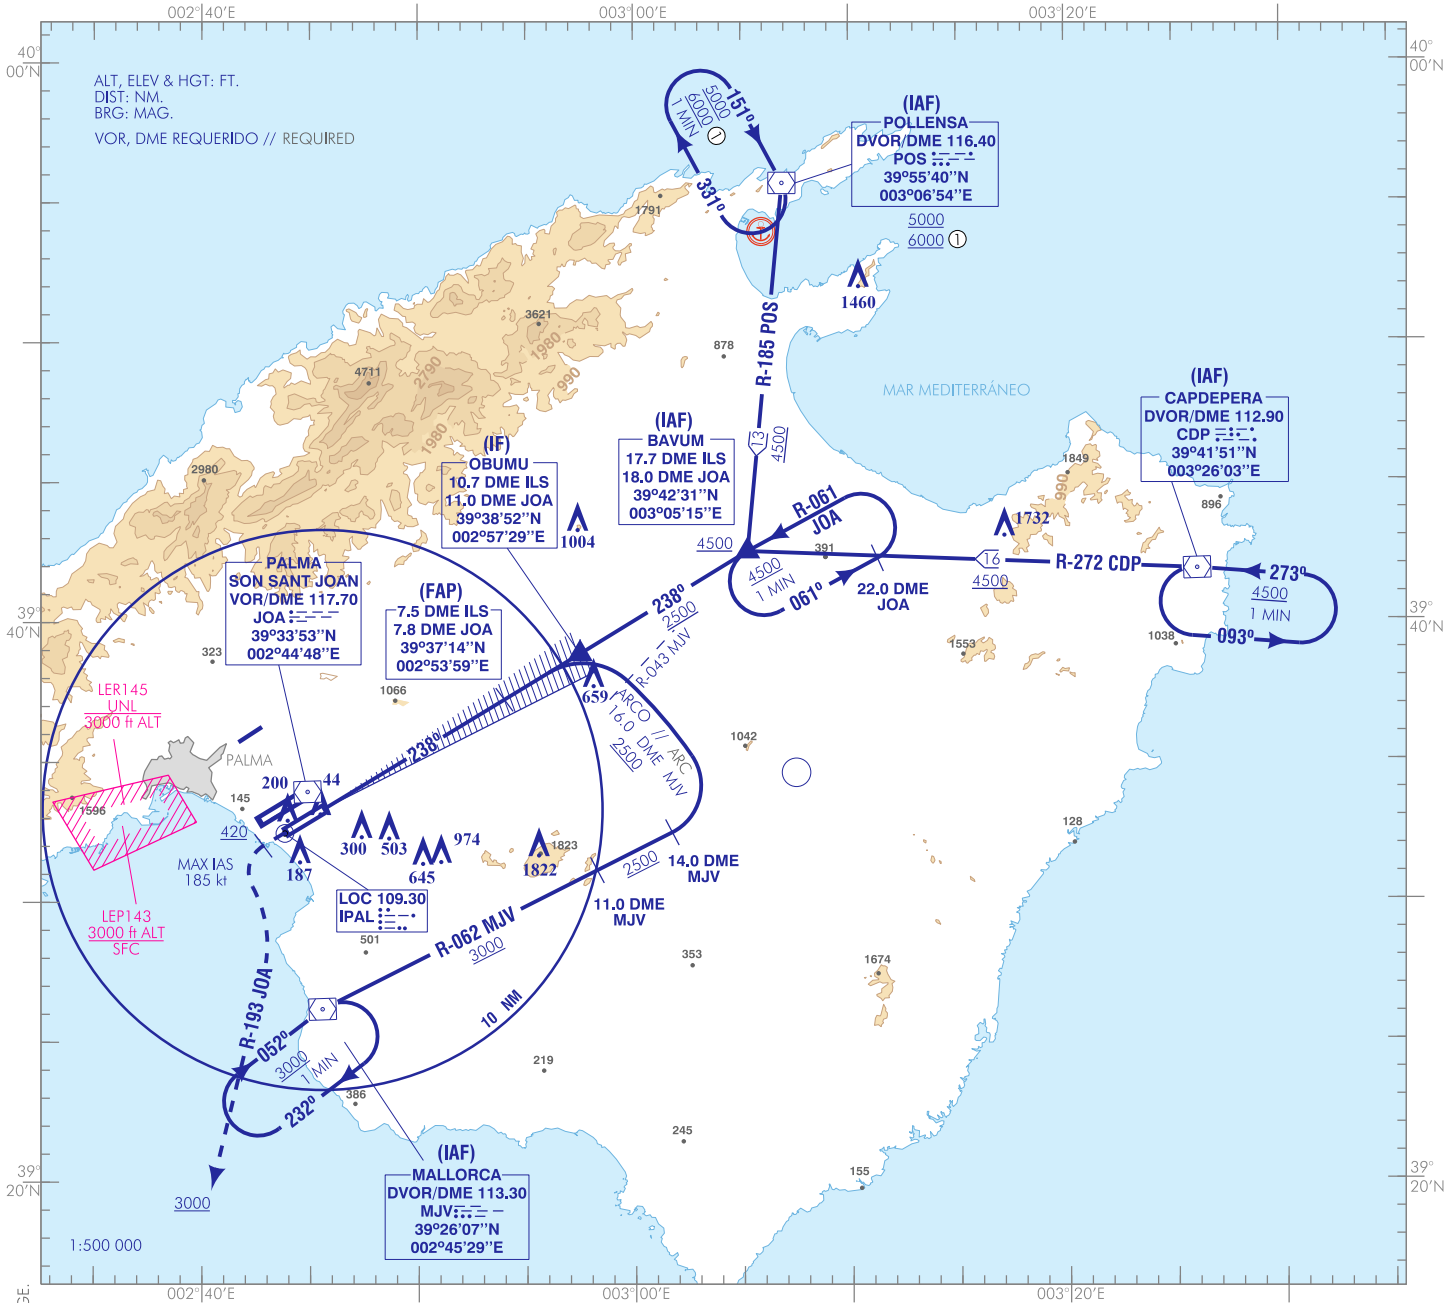 002°40'E
003°00'E
003°20'E
40°
00'N
40°
00'N
ALT, ELEV & HGT: FT.
DIST: NM.
BRG: MAG.
VOR, DME REQUERIDO // REQUIRED
5000
6000
1 MIN
1
151°
331°
(IAF)
POLLENSA
DVOR/DME 116.40
POS
39°55'40''N
003°06'54''E
5000
6000 1
1791
1460
3621
1980
2790
990
4711
1980
2980
878
R-185 POS
13
4500
MAR MEDITERRÁNEO
(IAF)
CAPDEPERA
DVOR/DME 112.90
CDP
39°41'51''N
003°26'03''E
(IAF)
BAVUM
17.7 DME ILS
18.0 DME JOA
39°42'31''N
003°05'15''E
(IF)
OBUMU
10.7 DME ILS
11.0 DME JOA
39°38'52''N
002°57'29''E
1004
1849
990
896
1732
R-061
JOA
391
4500
4500
1 MIN
061°
22.0 DME
JOA
16
4500
R-272 CDP
273°
4500
1 MIN
093°
1038
1553
PALMA
SON SANT JOAN
VOR/DME 117.70
JOA
39°33'53''N
002°44'48''E
(FAP)
7.5 DME ILS
7.8 DME JOA
39°37'14''N
002°53'59''E
238°
2500
R-043 MJV
39°
40'N
39°
40'N
323
1066
659
ARCO // ARC
16.0 DME MJV
2500
1042
LER145
UNL
3000 ft ALT
PALMA
238°
200
44
1596
145
420
300
503
974
645
187
1823
1822
128
MAX IAS
185 kt
LEP143
3000 ft ALT
SFC
LOC 109.30
IPAL
2500
14.0 DME
MJV
11.0 DME
MJV
R-062 MJV
3000
501
353
1674
R-193 JOA
10 NM
052°
3000
1 MIN
232°
219
386
245
155
(IAF)
MALLORCA
DVOR/DME 113.30
MJV
39°26'07''N
002°45'29''E
3000
39°
20'N
39°
20'N
1:500 000
GE.
002°40'E
003°00'E
003°20'E